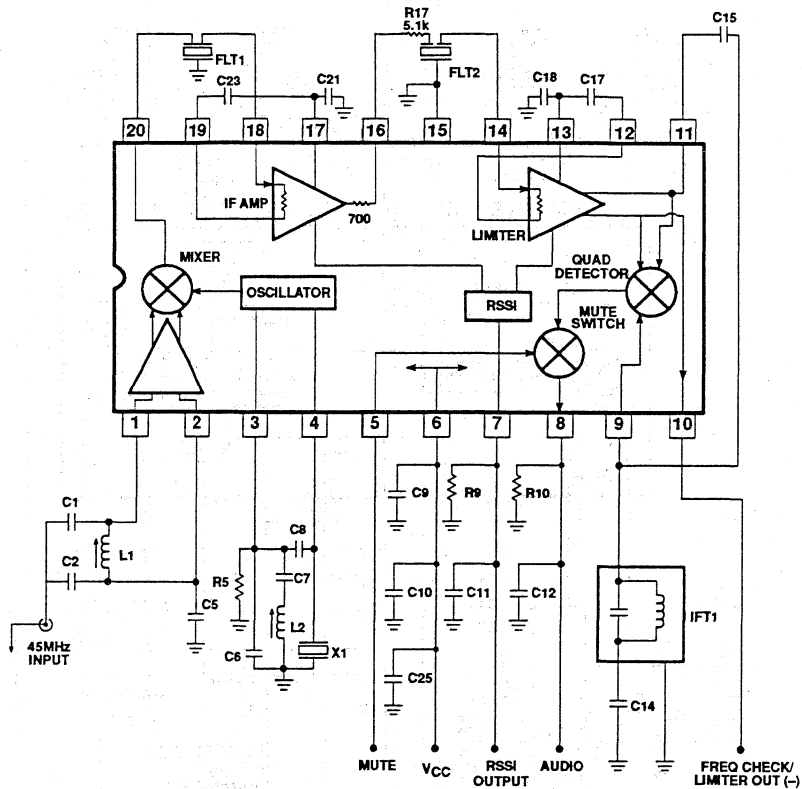 R17
5.1k
C15
FLT1
FLT2
C23
C21
C18
C17
20
19
18
17
16
15
14
13
12
11
IF AMP
700
LIMITER
MIXER
OSCILLATOR
RSSI
QUAD
DETECTOR
MUTE
SWITCH
1
2
3
4
5
6
7
8
9
10
C1
L1
C2
C5
45MHz
INPUT
R5
C6
C8
C7
L2
X1
C9
R9
R10
C10
C11
C12
C25
IFT1
C14
MUTE
VCC
RSSI
OUTPUT
AUDIO
FREQ CHECK/
LIMITER OUT (–)